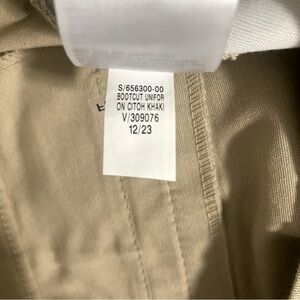 S/656300-00
BOOTCUT UNIFOR
ON CITOH KHAKI
V/309076
12/23